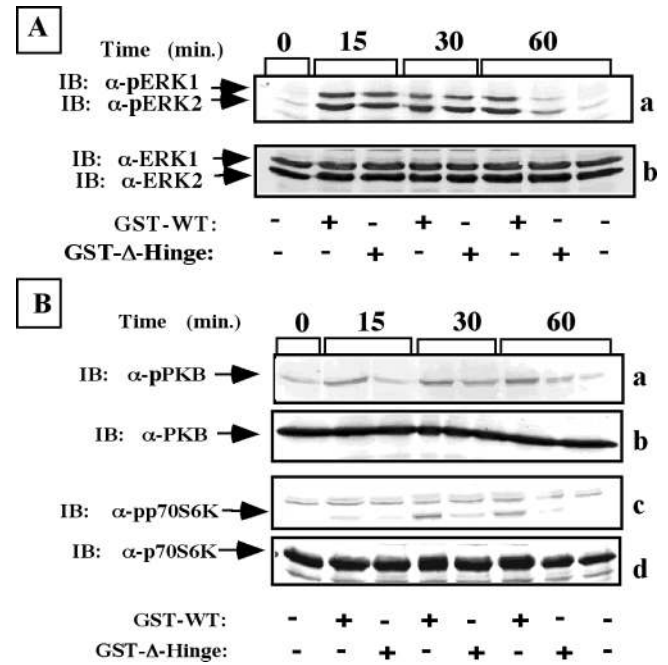 A
Time (min.) 0 15 30 60
IB: α-pERK1
IB: α-pERK2
a
IB: α-ERK1
IB: α-ERK2
b
GST-WT: - + - + - + - -
GST-Δ-Hinge: - - + - + - + -
B
Time (min.) 0 15 30 60
IB: α-pPKB
a
IB: α-PKB
b
IB: α-pp70S6K
c
IB: α-p70S6K
d
GST-WT: - + - + - + - -
GST-Δ-Hinge: - - + - + - + -